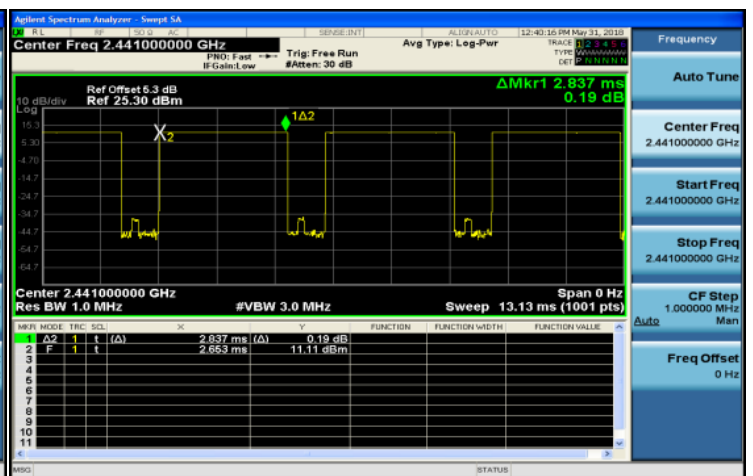 Agilent Spectrum Analyzer - Swept SA
RL RF 50 Ω AC SENSE:INT ALIGN AUTO 12:40:16 PM May 31, 2018
Center Freq 2.441000000 GHz
PNO: Fast
IFGain:Low
Trig: Free Run
#Atten: 30 dB
Avg Type: Log-Pwr
TRACE 1 2 3 4 5 6
TYPE
DET P N N N N N
ΔMkr1 2.837 ms
0.19 dB
Ref Offset 5.3 dB
Ref 25.30 dBm
10 dB/div
Log
15.3
5.30
-4.70
-14.7
-24.7
-34.7
-44.7
-54.7
-64.7
X2
1Δ2
Center 2.441000000 GHz
Span 0 Hz
Res BW 1.0 MHz
#VBW 3.0 MHz
Sweep 13.13 ms (1001 pts)
MKR MODE TRC SCL X Y FUNCTION FUNCTION WIDTH FUNCTION VALUE
1 Δ2 1 t (Δ) 2.837 ms (Δ) 0.19 dB
2 F 1 t 2.653 ms 11.11 dBm
3
4
5
6
7
8
9
10
11
MSG
STATUS
Frequency
Auto Tune
Center Freq
2.441000000 GHz
Start Freq
2.441000000 GHz
Stop Freq
2.441000000 GHz
CF Step
1.000000 MHz
Auto Man
Freq Offset
0 Hz